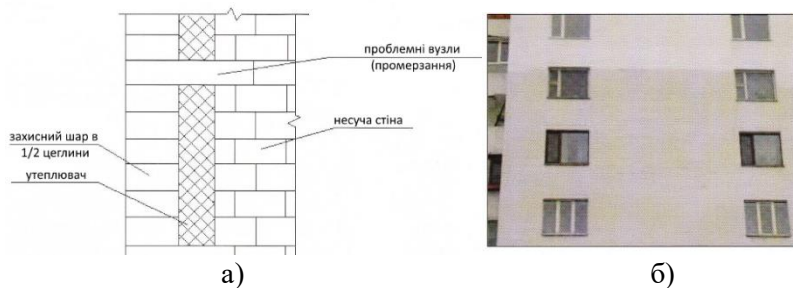 проблемні вузли
(промерзання)
захисний шар в
1/2 цеглини
несуча стіна
утеплювач
а)
б)